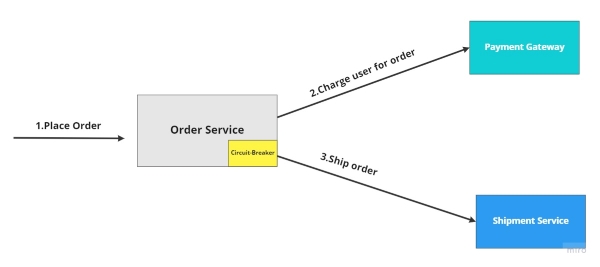 1.Place Order
Order Service
Circuit-Breaker
2.Charge user for order
Payment Gateway
3.Ship order
Shipment Service
miro